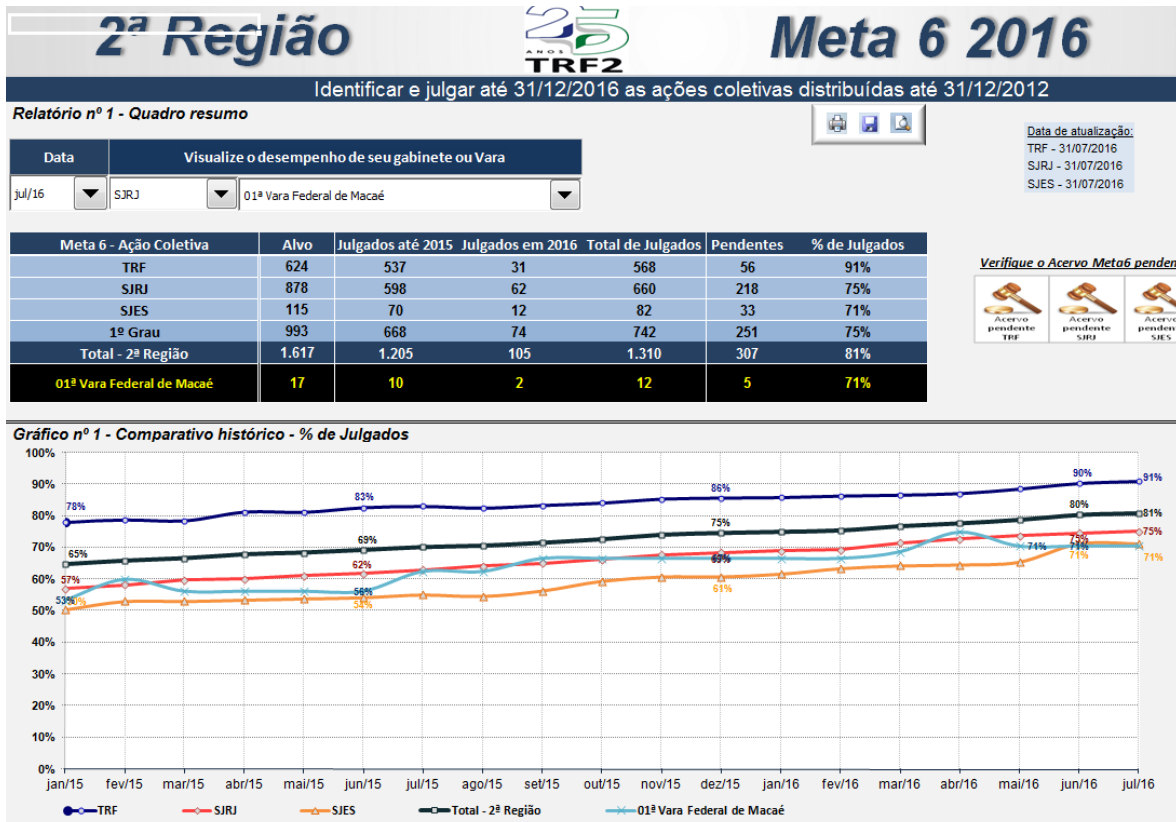 2ª Região
25
ANOS
TRF2
Meta 6 2016
Identificar e julgar até 31/12/2016 as ações coletivas distribuídas até 31/12/2012
Relatório nº 1 - Quadro resumo
Data de atualização:
TRF - 31/07/2016
SJRJ - 31/07/2016
SJES - 31/07/2016
Data Visualize o desempenho de seu gabinete ou Vara
jul/16 SJRJ 01ª Vara Federal de Macaé
Meta 6 - Ação Coletiva Alvo Julgados até 2015 Julgados em 2016 Total de Julgados Pendentes % de Julgados
TRF 624 537 31 568 56 91%
SJRJ 878 598 62 660 218 75%
SJES 115 70 12 82 33 71%
1º Grau 993 668 74 742 251 75%
Total - 2ª Região 1.617 1.205 105 1.310 307 81%
01ª Vara Federal de Macaé 17 10 2 12 5 71%
Verifique o Acervo Meta6 penden
Acervo pendente TRF
Acervo pendente SJRJ
Acervo pendente SJES
Gráfico nº 1 - Comparativo histórico - % de Julgados
100%
90%
80%
70%
60%
50%
40%
30%
20%
10%
0%
78% 83% 86% 90% 91%
65% 69% 75% 80% 81%
57% 62% 75% 75%
53% 56% 71% 71%
54% 61% 71% 71%
jan/15 fev/15 mar/15 abr/15 mai/15 jun/15 jul/15 ago/15 set/15 out/15 nov/15 dez/15 jan/16 fev/16 mar/16 abr/16 mai/16 jun/16 jul/16
TRF SJRJ SJES Total - 2ª Região 01ª Vara Federal de Macaé